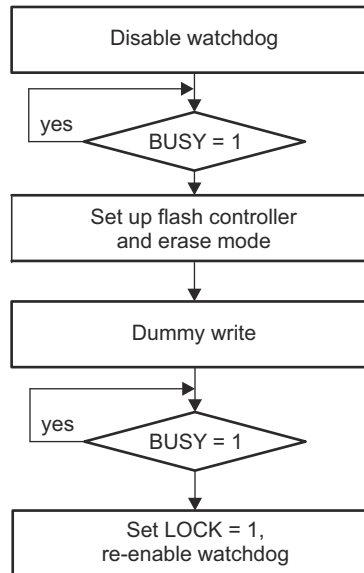 Disable watchdog
yes
BUSY = 1
Set up flash controller
and erase mode
Dummy write
yes
BUSY = 1
Set LOCK = 1,
re-enable watchdog